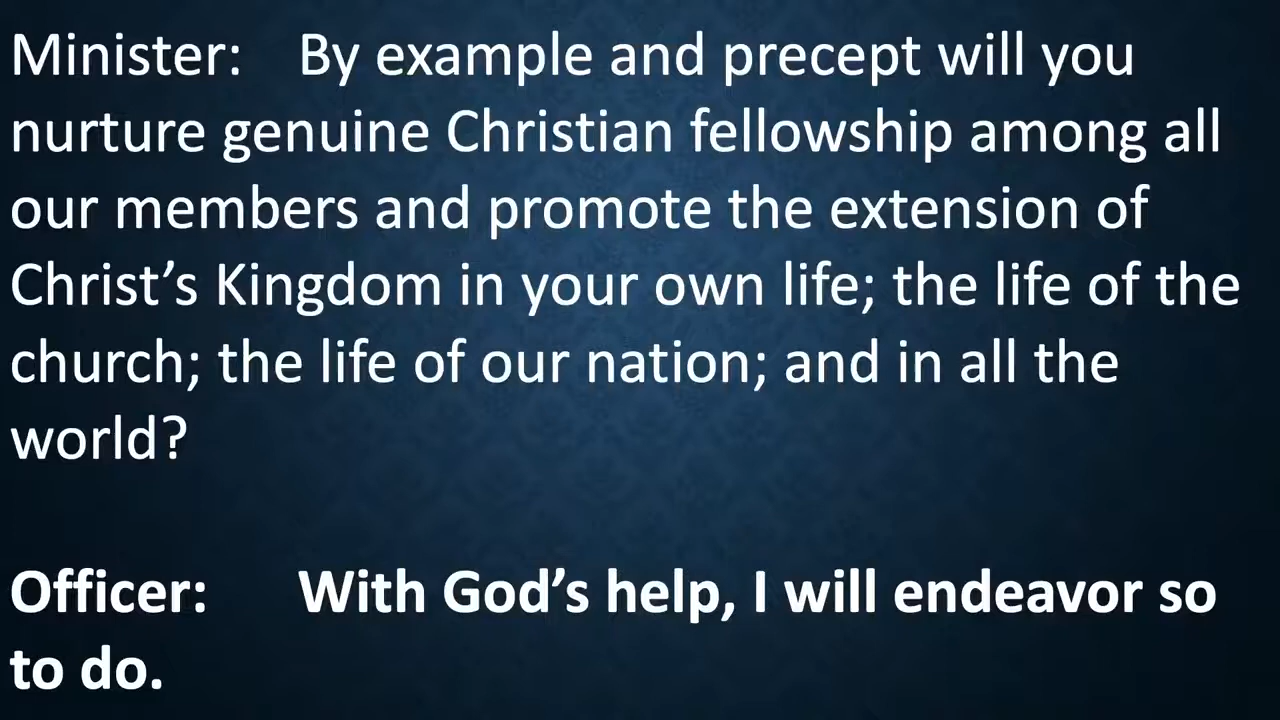 Minister: By example and precept will you
nurture genuine Christian fellowship among all
our members and promote the extension of
Christ’s Kingdom in your own life; the life of the
church; the life of our nation; and in all the
world?
Officer: With God’s help, I will endeavor so
to do.